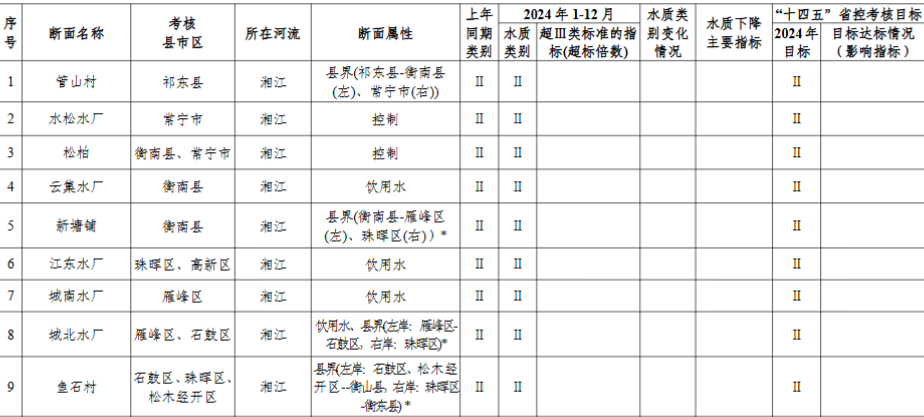 序号 断面名称 考核县市区 所在河流 断面属性 上年同期类别 2024年1-12月 水质类别变化情况 水质下降主要指标 “十四五”省控考核目标
水质类别 超Ⅲ类标准的指标(超标倍数) 2024年目标 目标达标情况（影响指标）
1 管山村 祁东县 湘江 县界(祁东县-衡南县(左)、常宁市(右)) Ⅱ Ⅱ Ⅱ
2 水松水厂 常宁市 湘江 控制 Ⅱ Ⅱ Ⅱ
3 松柏 衡南县、常宁市 湘江 控制 Ⅱ Ⅱ Ⅱ
4 云集水厂 衡南县 湘江 饮用水 Ⅱ Ⅱ Ⅱ
5 新塘铺 衡南县 湘江 县界(衡南县-雁峰区(左)、珠晖区(右))* Ⅱ Ⅱ Ⅱ
6 江东水厂 珠晖区、高新区 湘江 饮用水 Ⅱ Ⅱ Ⅱ
7 城南水厂 雁峰区 湘江 饮用水 Ⅱ Ⅱ Ⅱ
8 城北水厂 雁峰区、石鼓区 湘江 饮用水、县界(左岸：雁峰区-石鼓区，右岸：珠晖区)* Ⅱ Ⅱ Ⅱ
9 鱼石村 石鼓区、珠晖区、松木经开区 湘江 县界(左岸：石鼓区、松木经开区--衡山县，右岸：珠晖区-衡东县)* Ⅱ Ⅱ Ⅱ